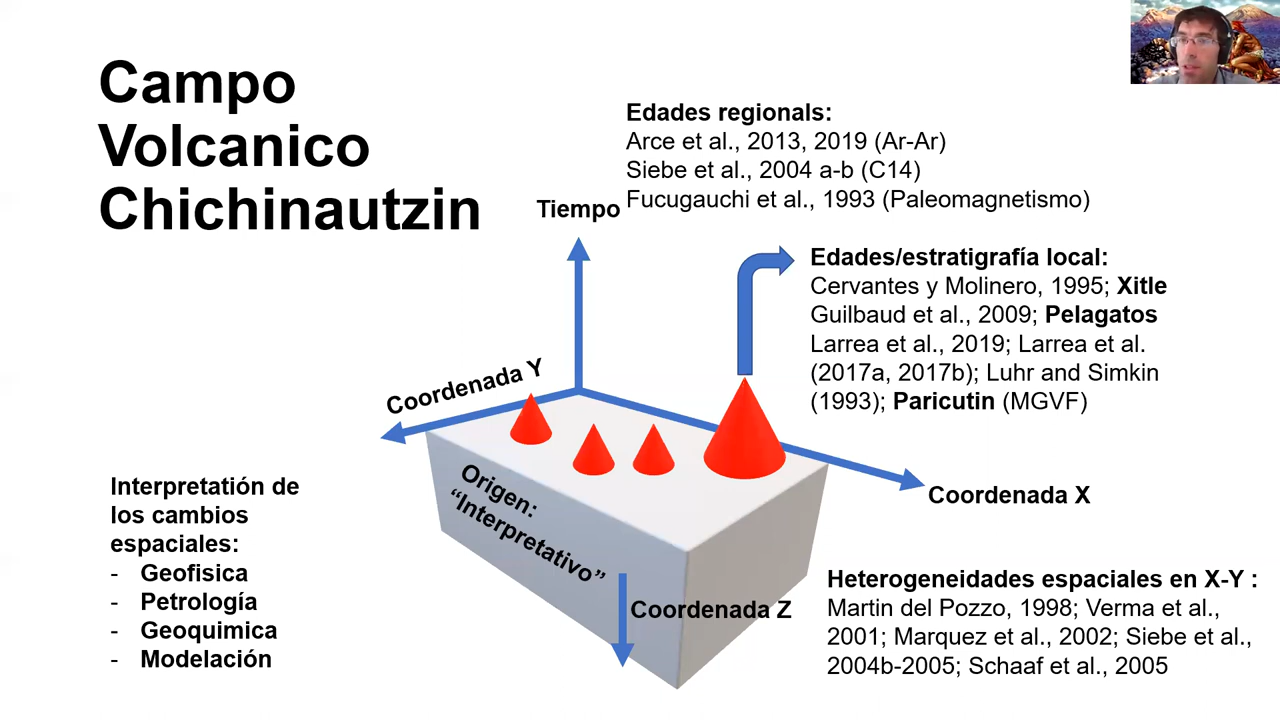 Campo
Volcanico
Chichinautzin
Edades regionals:
Arce et al., 2013, 2019 (Ar-Ar)
Siebe et al., 2004 a-b (C14)
Fucugauchi et al., 1993 (Paleomagnetismo)
Tiempo
Edades/estratigrafía local:
Cervantes y Molinero, 1995; Xitle
Guilbaud et al., 2009; Pelagatos
Larrea et al., 2019; Larrea et al.
(2017a, 2017b); Luhr and Simkin
(1993); Paricutin (MGVF)
Coordenada Y
Origen:
“Interpretativo”
Coordenada X
Coordenada Z
Interpretatión de
los cambios
espaciales:
- Geofisica
- Petrología
- Geoquimica
- Modelación
Heterogeneidades espaciales en X-Y :
Martin del Pozzo, 1998; Verma et al.,
2001; Marquez et al., 2002; Siebe et al.,
2004b-2005; Schaaf et al., 2005